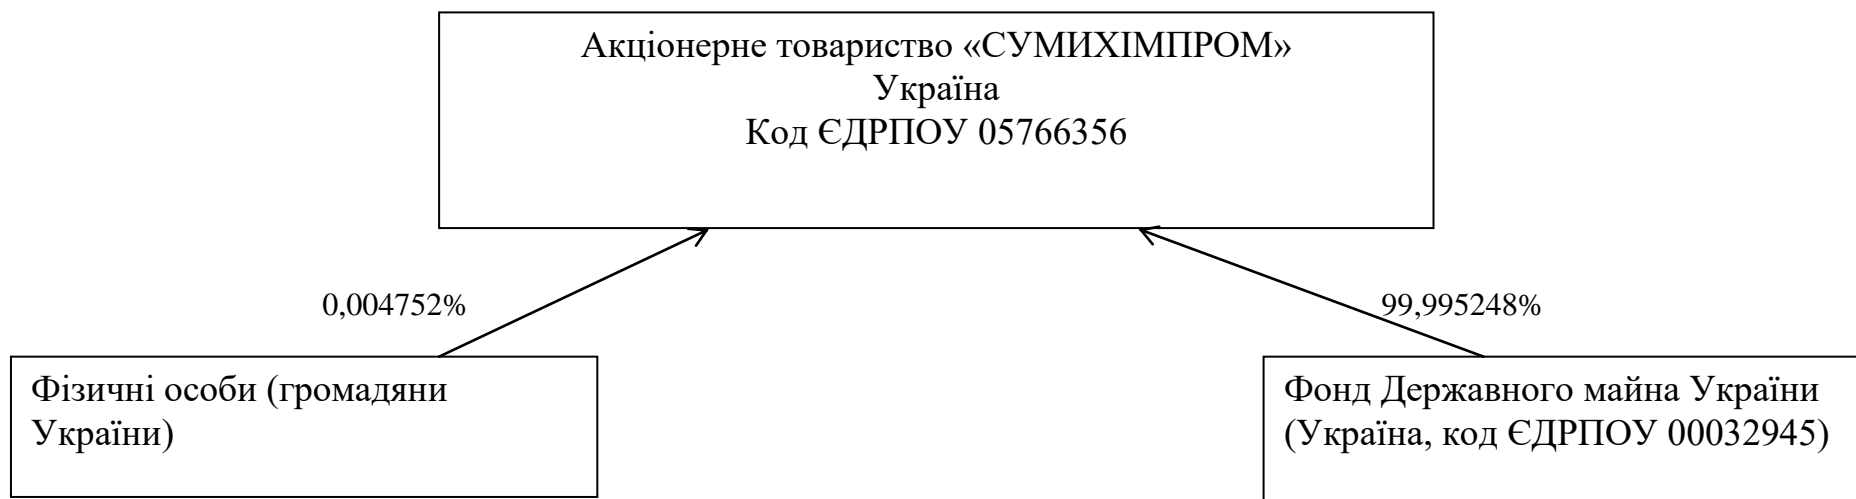 Акціонерне товариство «СУМИХІМПРОМ»
Україна
Код ЄДРПОУ 05766356
0,004752%
99,995248%
Фізичні особи (громадяни
України)
Фонд Державного майна України
(Україна, код ЄДРПОУ 00032945)